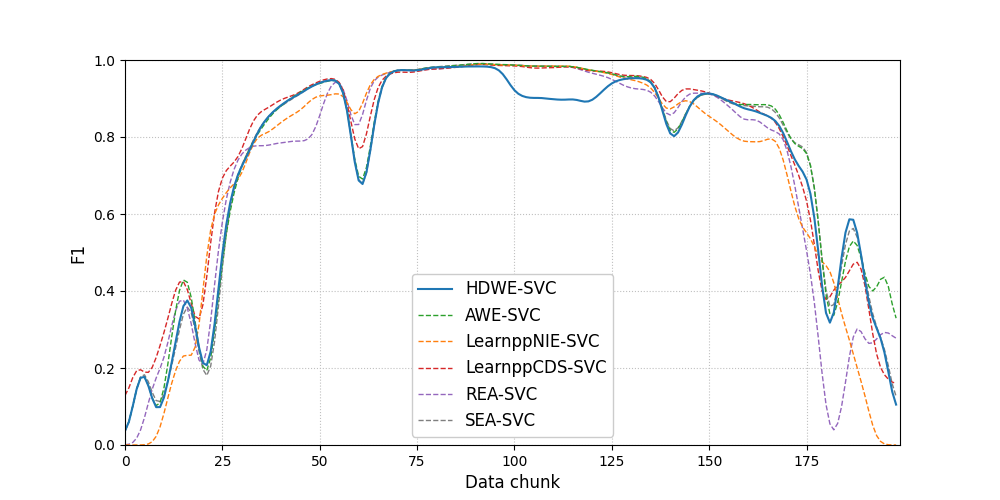 1.0
0.8
0.6
0.4
0.2
0.0
F1
0
25
50
75
100
125
150
175
Data chunk
HDWE-SVC
AWE-SVC
LearnppNIE-SVC
LearnppCDS-SVC
REA-SVC
SEA-SVC